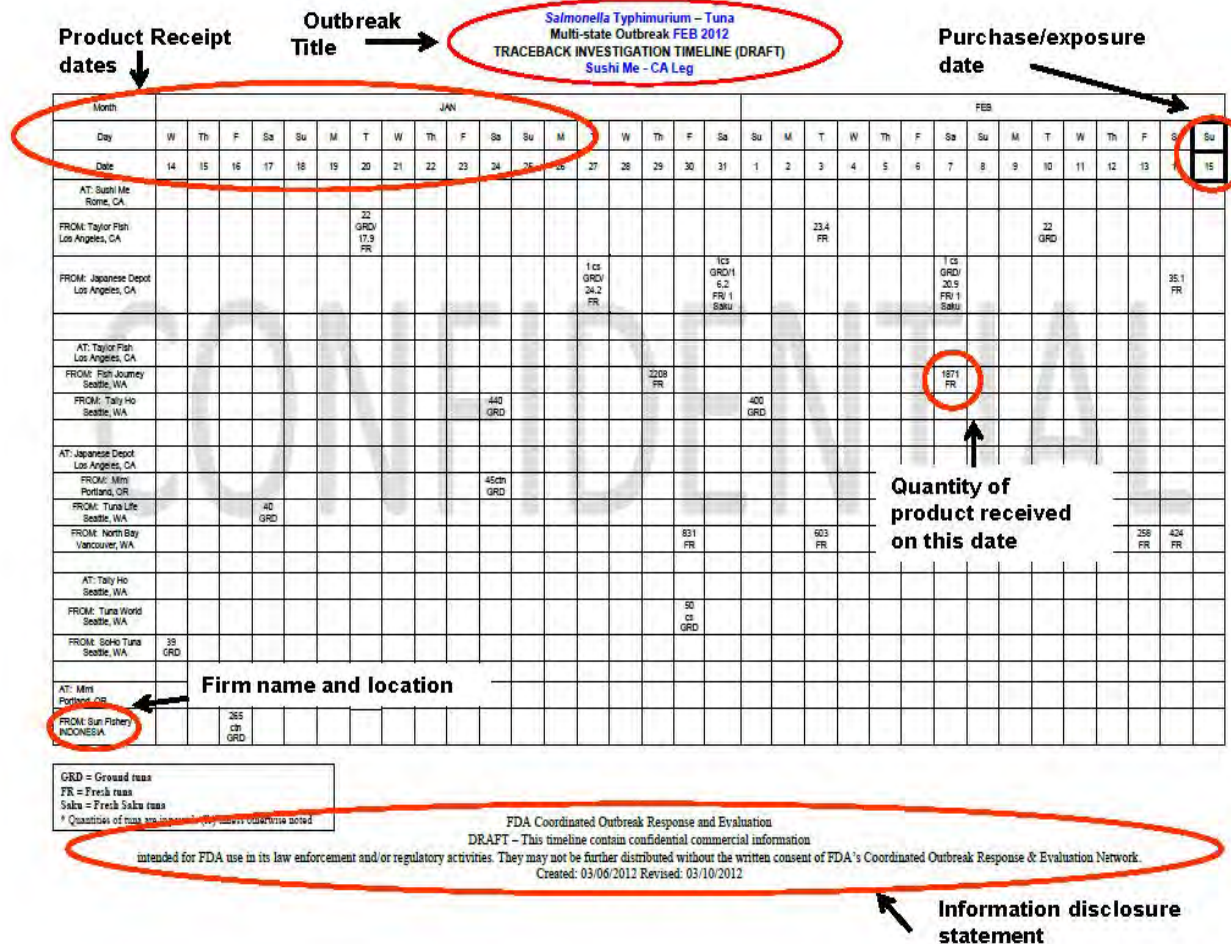 Product Receipt
dates
Outbreak
Title
Salmonella Typhimurium – Tuna
Multi-state Outbreak FEB 2012
TRACEBACK INVESTIGATION TIMELINE (DRAFT)
Sushi Me - CA Leg
Purchase/exposure
date
Month JAN FEB
Day W Th F Sa Su M T W Th F Sa Su M W Th F Sa Su M T W Th F Sa Su M T W Th F Su
Date 14 15 16 17 18 19 20 21 22 23 24 25 26 27 28 29 30 31 1 2 3 4 5 6 7 8 9 10 11 12 13 15
AT: Sushi Me
Rome, CA
FROM: Taylor Fish
Los Angeles, CA
22
GRD/
17.9
FR
23.4
FR
22
GRD
FROM: Japanese Depot
Los Angeles, CA
1 cs
GRD/
24.2
FR
1cs
GRD/1
6.2
FR/ 1
Saku
1 cs
GRD/
20.9
FR/ 1
Saku
35.1
FR
AT: Taylor Fish
Los Angeles, CA
FROM: Fish Journey
Seattle, WA
2208
FR
1871
FR
FROM: Tally Ho
Seattle, WA
440
GRD
400
GRD
AT: Japanese Depot
Los Angeles, CA
FROM: Mimi
Portland, OR
45ctn
GRD
FROM: Tuna Life
Seattle, WA
40
GRD
FROM: North Bay
Vancouver, WA
831
FR
603
FR
258
FR
424
FR
Quantity of
product received
on this date
AT: Tally Ho
Seattle, WA
FROM: Tuna World
Seattle, WA
50
cs
GRD
FROM: SoHo Tuna
Seattle, WA
39
GRD
AT: Mimi
Portland, OR
Firm name and location
FROM: Sun Fishery
INDONESIA
265
ctn
GRD
CONFIDENTIAL
GRD = Ground tuna
FR = Fresh tuna
Saku = Fresh Saku tuna
* Quantities of tuna are in pounds (lb) unless otherwise noted
FDA Coordinated Outbreak Response and Evaluation
DRAFT – This timeline contain confidential commercial information
intended for FDA use in its law enforcement and/or regulatory activities. They may not be further distributed without the written consent of FDA's Coordinated Outbreak Response & Evaluation Network.
Created: 03/06/2012 Revised: 03/10/2012
Information disclosure
statement